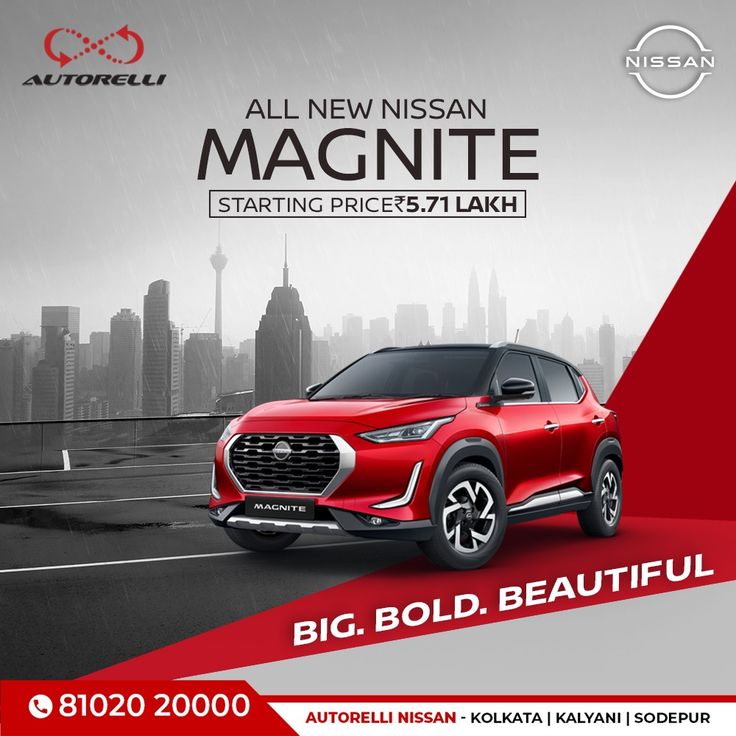 AUTORELLI
NISSAN
ALL NEW NISSAN
MAGNITE
STARTING PRICE₹5.71 LAKH
MAGNITE
BIG. BOLD. BEAUTIFUL
8102O 20000
AUTORELLI NISSAN - KOLKATA | KALYANI | SODEPUR